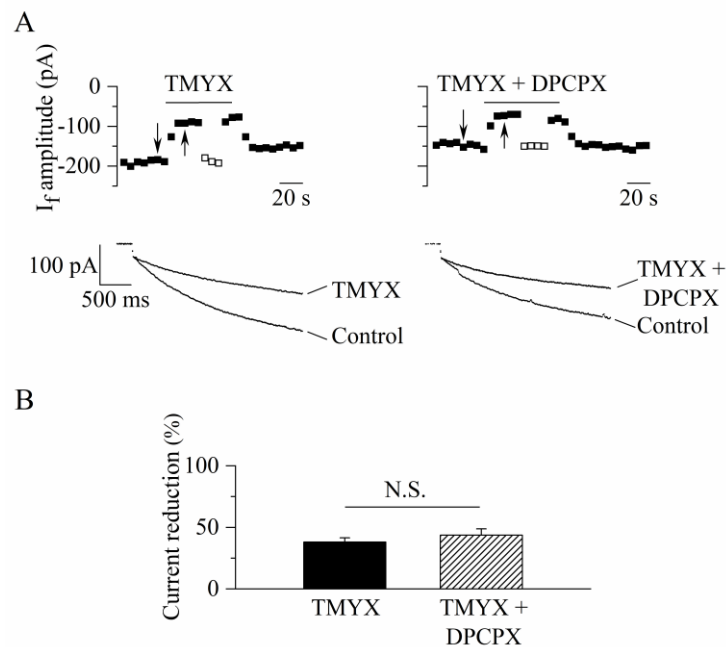 A
I_f amplitude (pA)
0
-100
-200
TMYX
20 s
TMYX + DPCPX
20 s
100 pA
500 ms
TMYX
Control
TMYX +
DPCPX
Control
B
Current reduction (%)
100
50
0
N.S.
TMYX
TMYX +
DPCPX